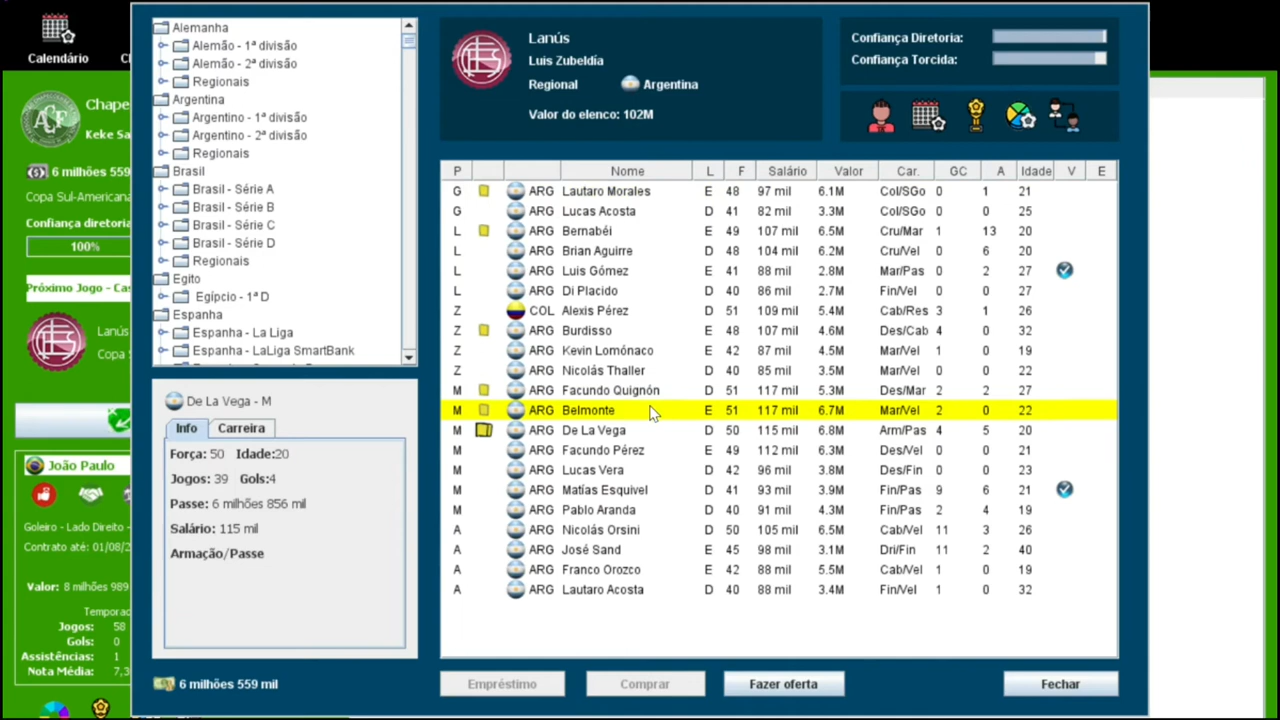 Calendário
Chape
Keke Sa
6 milhões 559
Copa Sul-Americana
Confiança diretoria
100%
Próximo Jogo - Cas
Lanús
Copa S
João Paulo
Goleiro - Lado Direito -
Contrato até: 01/08/2
Valor: 8 milhões 989
Temporad
Jogos: 58
Gols: 0
Assistências: 1
Nota Média: 7,3
Alemanha
Alemão - 1ª divisão
Alemão - 2ª divisão
Regionais
Argentina
Argentino - 1ª divisão
Argentino - 2ª divisão
Regionais
Brasil
Brasil - Série A
Brasil - Série B
Brasil - Série C
Brasil - Série D
Regionais
Egito
Egípcio - 1ª D
Espanha
Espanha - La Liga
Espanha - LaLiga SmartBank
De La Vega - M
Info Carreira
Força: 50 Idade:20
Jogos: 39 Gols:4
Passe: 6 milhões 856 mil
Salário: 115 mil
Armação/Passe
6 milhões 559 mil
Lanús
Luis Zubeldía
Regional Argentina
Valor do elenco: 102M
Confiança Diretoria:
Confiança Torcida:
P Nome L F Salário Valor Car. GC A Idade V E
G ARG Lautaro Morales E 48 97 mil 6.1M Col/SGo 0 1 21
G ARG Lucas Acosta D 41 82 mil 3.3M Col/SGo 0 0 25
L ARG Bernabéi E 49 107 mil 6.5M Cru/Mar 1 13 20
L ARG Brian Aguirre D 48 104 mil 6.2M Cru/Vel 0 6 20
L ARG Luis Gómez E 41 88 mil 2.8M Mar/Pas 0 2 27
L ARG Di Placido D 40 86 mil 2.7M Fin/Vel 0 0 27
Z COL Alexis Pérez D 51 109 mil 5.4M Cab/Res 3 1 26
Z ARG Burdisso E 48 107 mil 4.6M Des/Cab 4 0 32
Z ARG Kevin Lomónaco E 42 87 mil 4.5M Mar/Vel 1 0 19
Z ARG Nicolás Thaller D 40 85 mil 3.5M Mar/Vel 0 0 22
M ARG Facundo Quignón D 51 117 mil 5.3M Des/Mar 2 2 27
M ARG Belmonte E 51 117 mil 6.7M Mar/Vel 2 0 22
M ARG De La Vega D 50 115 mil 6.8M Arm/Pas 4 5 20
M ARG Facundo Pérez E 49 112 mil 6.3M Des/Vel 0 0 21
M ARG Lucas Vera D 42 96 mil 3.8M Des/Fin 0 0 23
M ARG Matías Esquivel D 41 93 mil 3.9M Fin/Pas 9 6 21
M ARG Pablo Aranda D 40 91 mil 4.3M Fin/Pas 2 4 19
A ARG Nicolás Orsini D 50 105 mil 6.5M Cab/Vel 11 3 26
A ARG José Sand E 45 98 mil 3.1M Dri/Fin 11 2 40
A ARG Franco Orozco E 42 88 mil 5.5M Cab/Vel 1 0 19
A ARG Lautaro Acosta D 40 88 mil 3.4M Fin/Vel 1 0 32
Empréstimo Comprar Fazer oferta Fechar